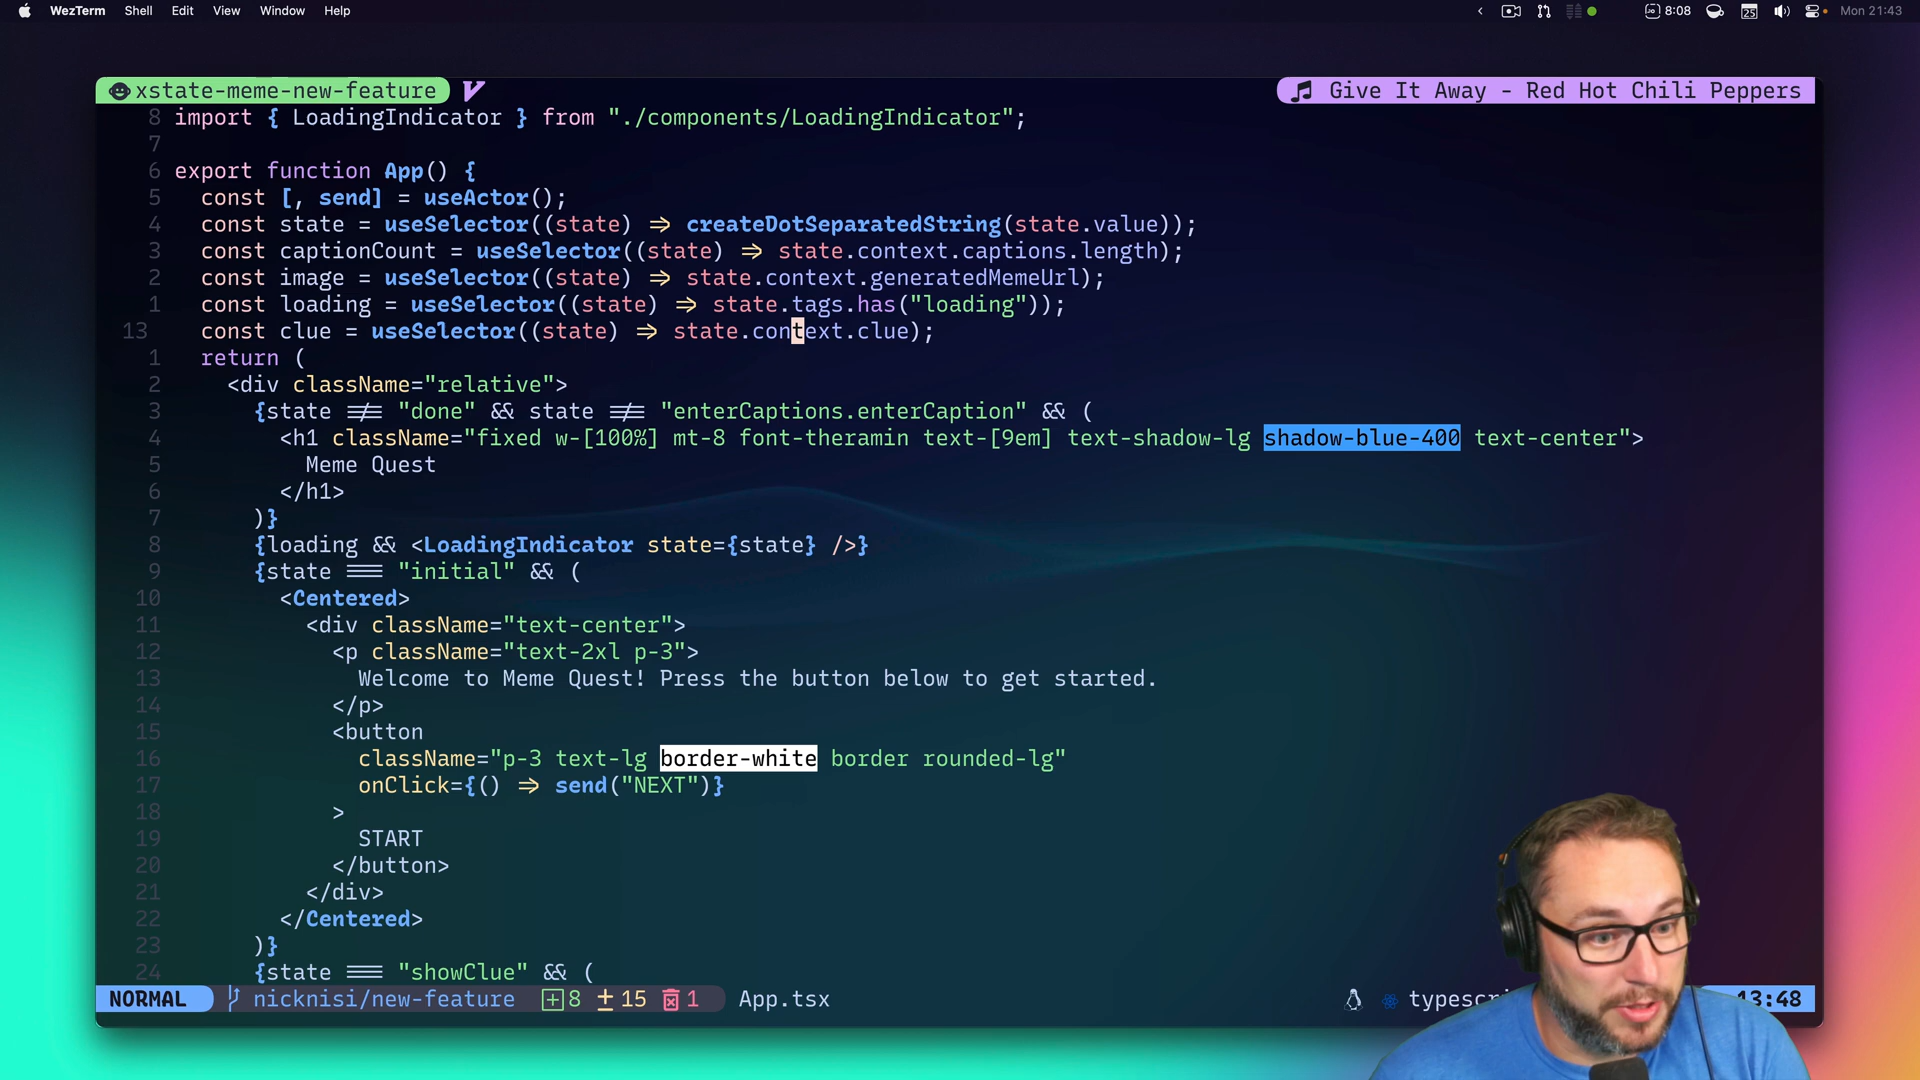 WezTerm Shell Edit View Window Help 8:08 25 Mon 21:43
xstate-meme-new-feature Give It Away - Red Hot Chili Peppers
8 import { LoadingIndicator } from "./components/LoadingIndicator";
7
6 export function App() {
5 const [, send] = useActor();
4 const state = useSelector((state) => createDotSeparatedString(state.value));
3 const captionCount = useSelector((state) => state.context.captions.length);
2 const image = useSelector((state) => state.context.generatedMemeUrl);
1 const loading = useSelector((state) => state.tags.has("loading"));
13 const clue = useSelector((state) => state.context.clue);
1 return (
2 <div className="relative">
3 {state !== "done" && state !== "enterCaptions.enterCaption" && (
4 <h1 className="fixed w-[100%] mt-8 font-theramin text-[9em] text-shadow-lg shadow-blue-400 text-center">
5 Meme Quest
6 </h1>
7 )}
8 {loading && <LoadingIndicator state={state} />}
9 {state === "initial" && (
10 <Centered>
11 <div className="text-center">
12 <p className="text-2xl p-3">
13 Welcome to Meme Quest! Press the button below to get started.
14 </p>
15 <button
16 className="p-3 text-lg border-white border rounded-lg"
17 onClick={() => send("NEXT")}
18 >
19 START
20 </button>
21 </div>
22 </Centered>
23 )}
24 {state === "showClue" && (
NORMAL nicknisi/new-feature +8 ±15 1 App.tsx 13:48